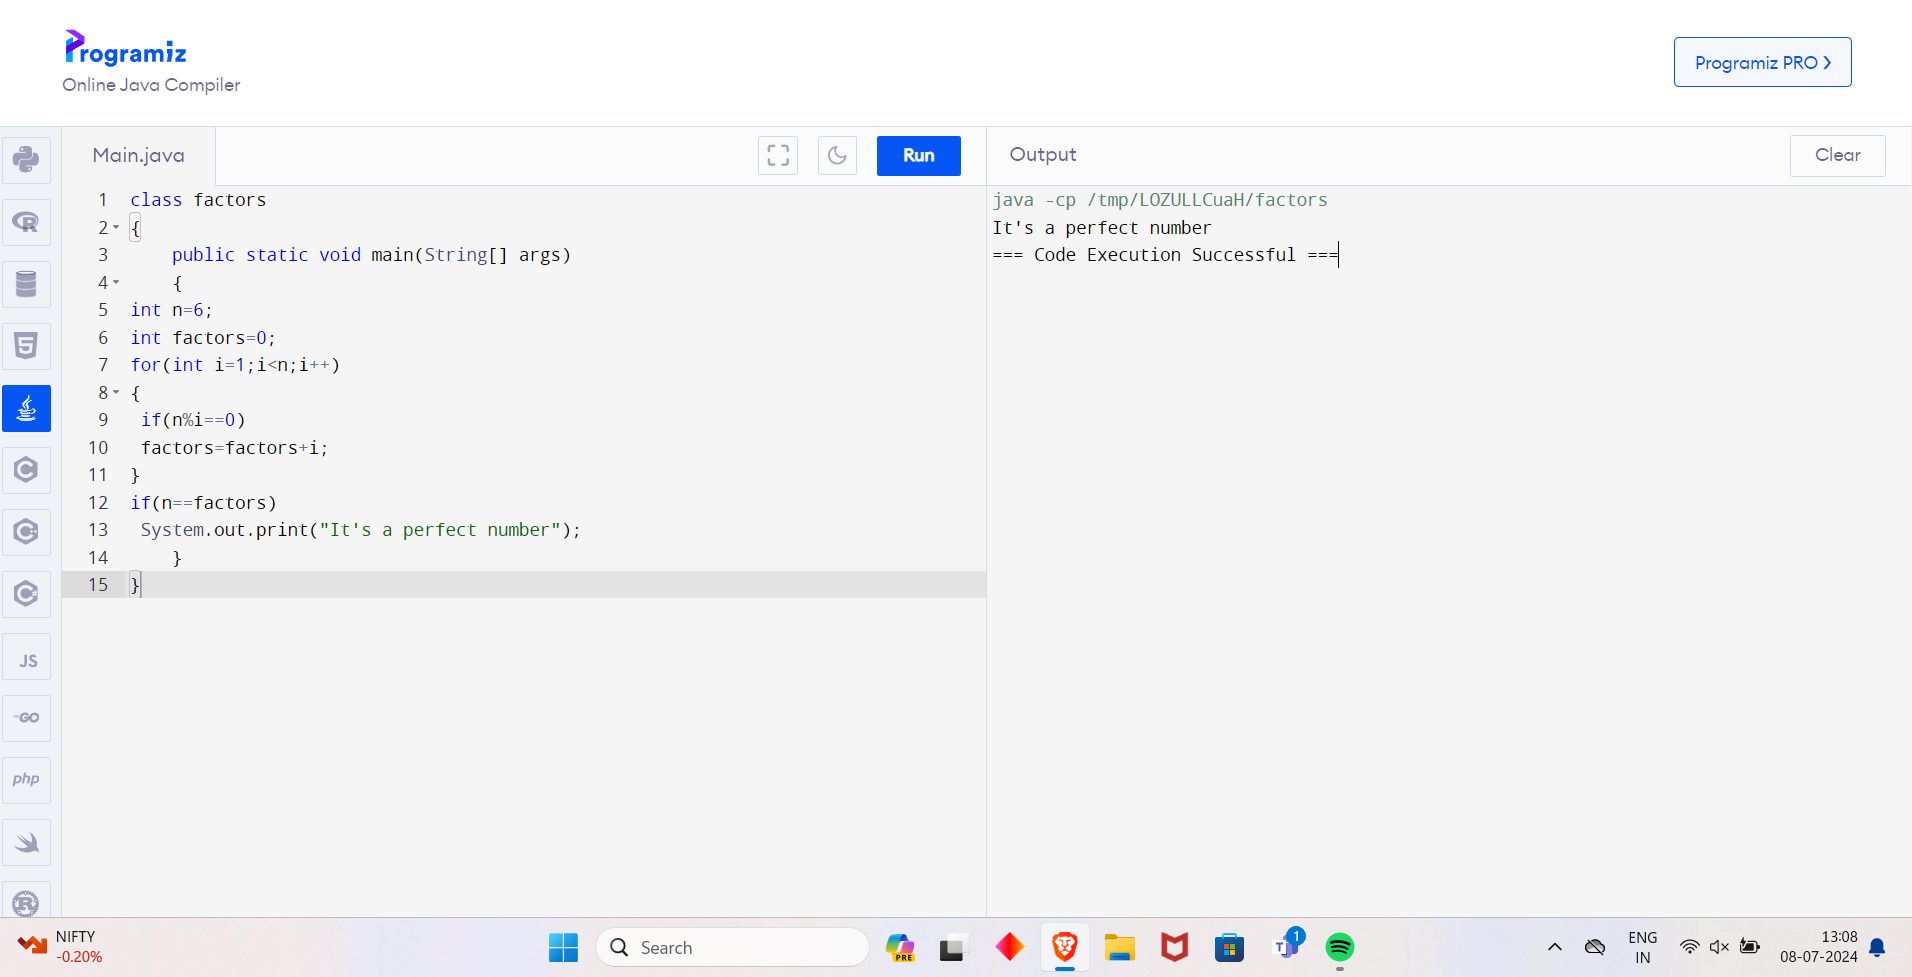 Programiz
Online Java Compiler
Programiz PRO
Main.java
Run
Output
Clear
1 class factors
2 {
3     public static void main(String[] args)
4     {
5 int n=6;
6 int factors=0;
7 for(int i=1;i<n;i++)
8 {
9  if(n%i==0)
10  factors=factors+i;
11 }
12 if(n==factors)
13  System.out.print("It's a perfect number");
14     }
15 }
java -cp /tmp/LOZULLCuaH/factors
It's a perfect number
=== Code Execution Successful ===
JS
GO
php
NIFTY
-0.20%
Search
PRE
1
ENG
IN
13:08
08-07-2024